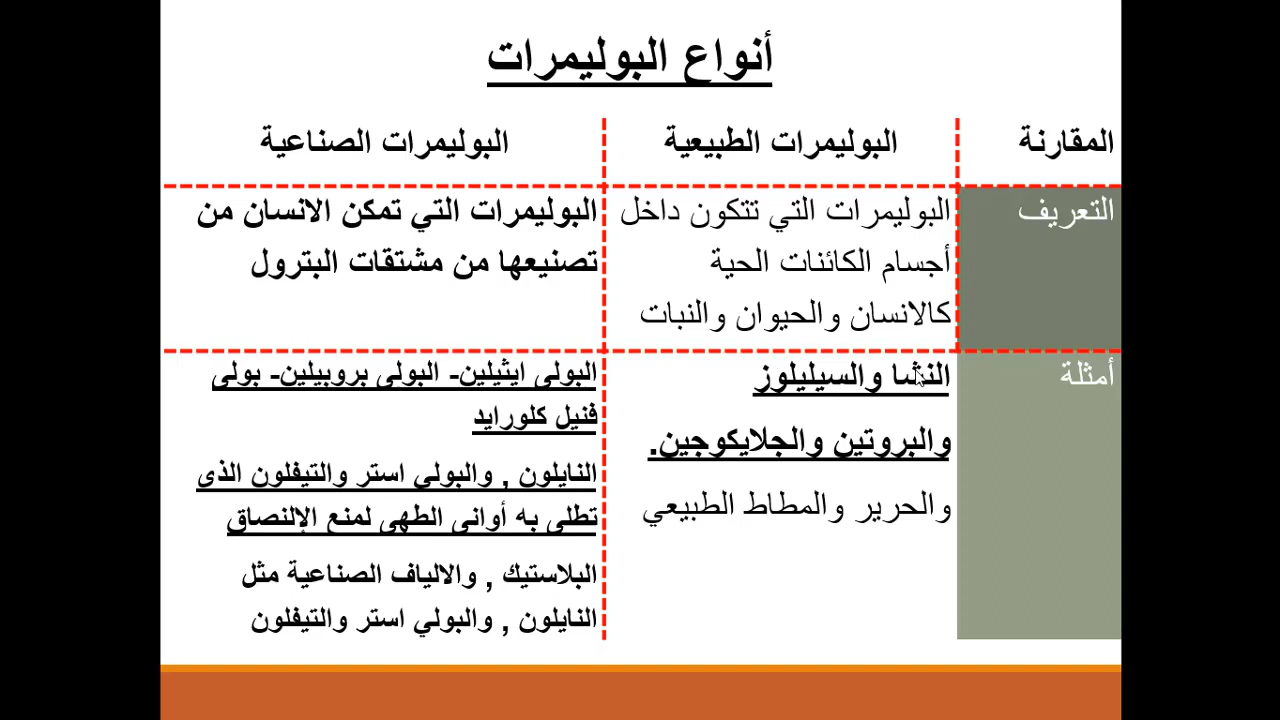 أنواع البوليمرات
المقارنة
البوليمرات الطبيعية
البوليمرات الصناعية
التعريف
البوليمرات التي تتكون داخل
أجسام الكائنات الحية
كالانسان والحيوان والنبات
البوليمرات التي تمكن الانسان من
تصنيعها من مشتقات البترول
أمثلة
النشا والسيليلوز
والبروتين والجلايكوجين.
والحرير والمطاط الطبيعي
البولى ايثيلين- البولى بروبيلين- بولى
فنيل كلورايد
النايلون , والبولي استر والتيفلون الذى
تطلى به أوانى الطهى لمنع الإلنصاق
البلاستيك , والالياف الصناعية مثل
النايلون , والبولي استر والتيفلون